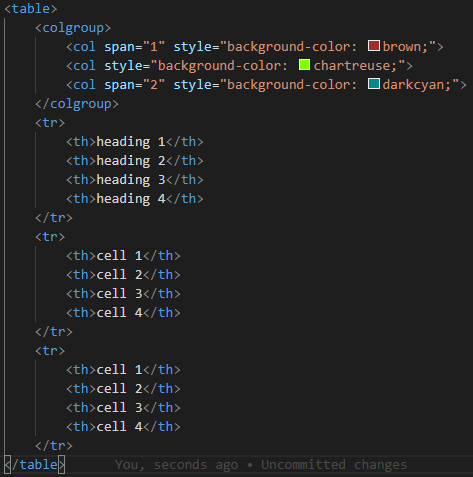 <table>
<colgroup>
<col span="1" style="background-color: brown;">
<col style="background-color: chartreuse;">
<col span="2" style="background-color: darkcyan;">
</colgroup>
<tr>
<th>heading 1</th>
<th>heading 2</th>
<th>heading 3</th>
<th>heading 4</th>
</tr>
<tr>
<th>cell 1</th>
<th>cell 2</th>
<th>cell 3</th>
<th>cell 4</th>
</tr>
<tr>
<th>cell 1</th>
<th>cell 2</th>
<th>cell 3</th>
<th>cell 4</th>
</tr>
</table> You, seconds ago • Uncommitted changes